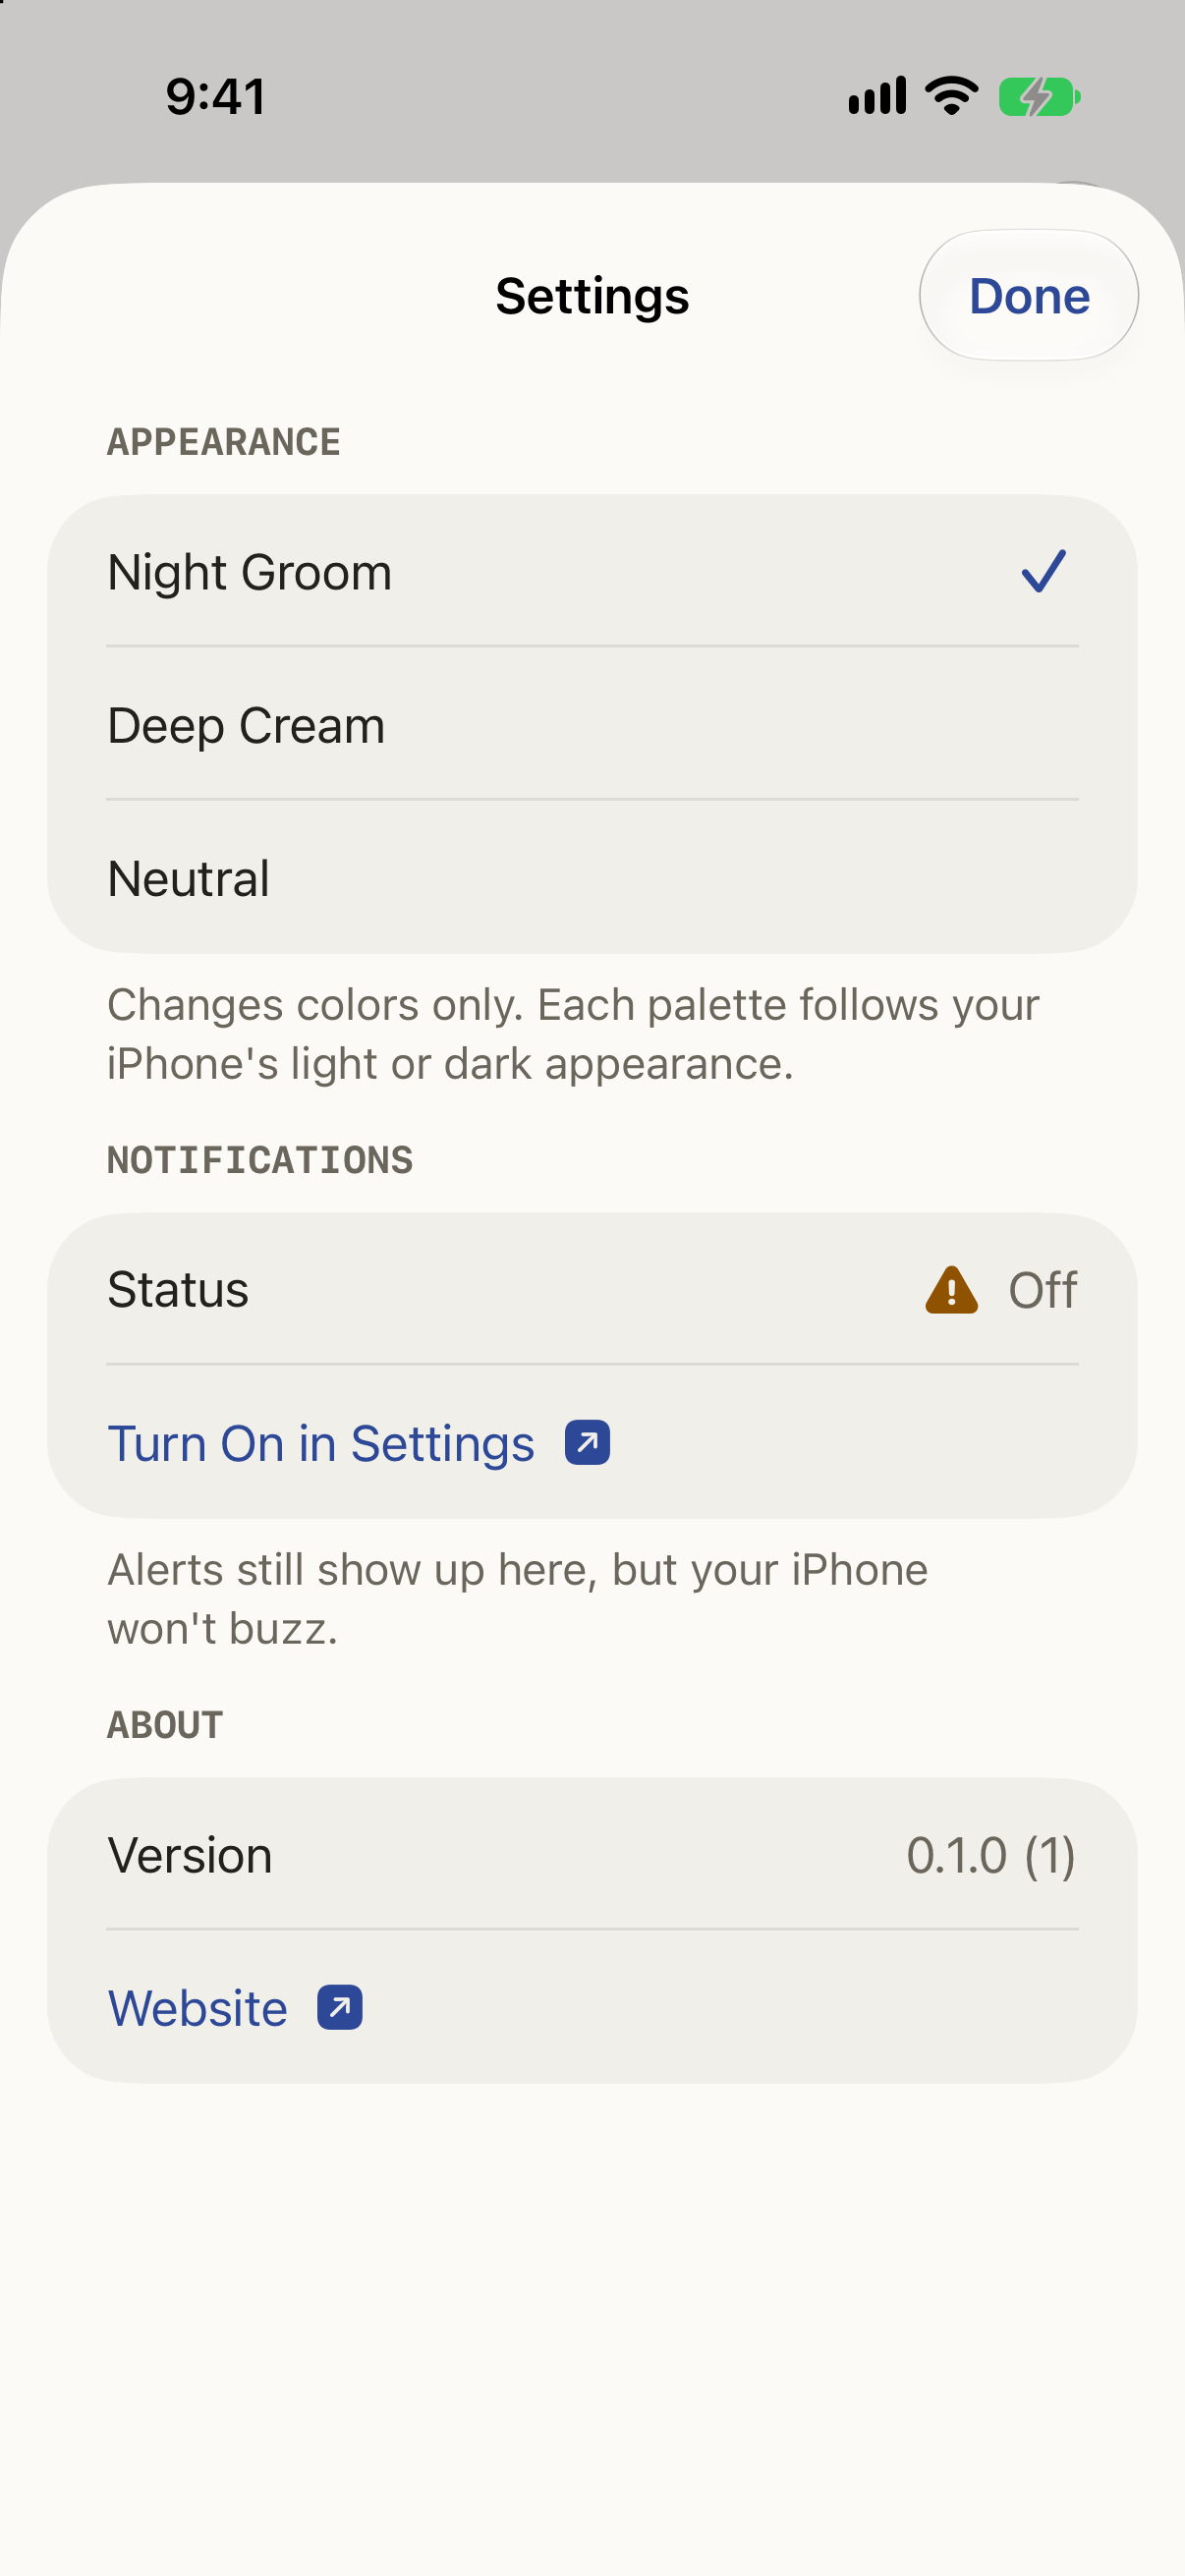 9:41
Settings
Done
APPEARANCE
Night Groom
Deep Cream
Neutral
Changes colors only. Each palette follows your
iPhone's light or dark appearance.
NOTIFICATIONS
Status
Off
Turn On in Settings
Alerts still show up here, but your iPhone
won't buzz.
ABOUT
Version
0.1.0 (1)
Website